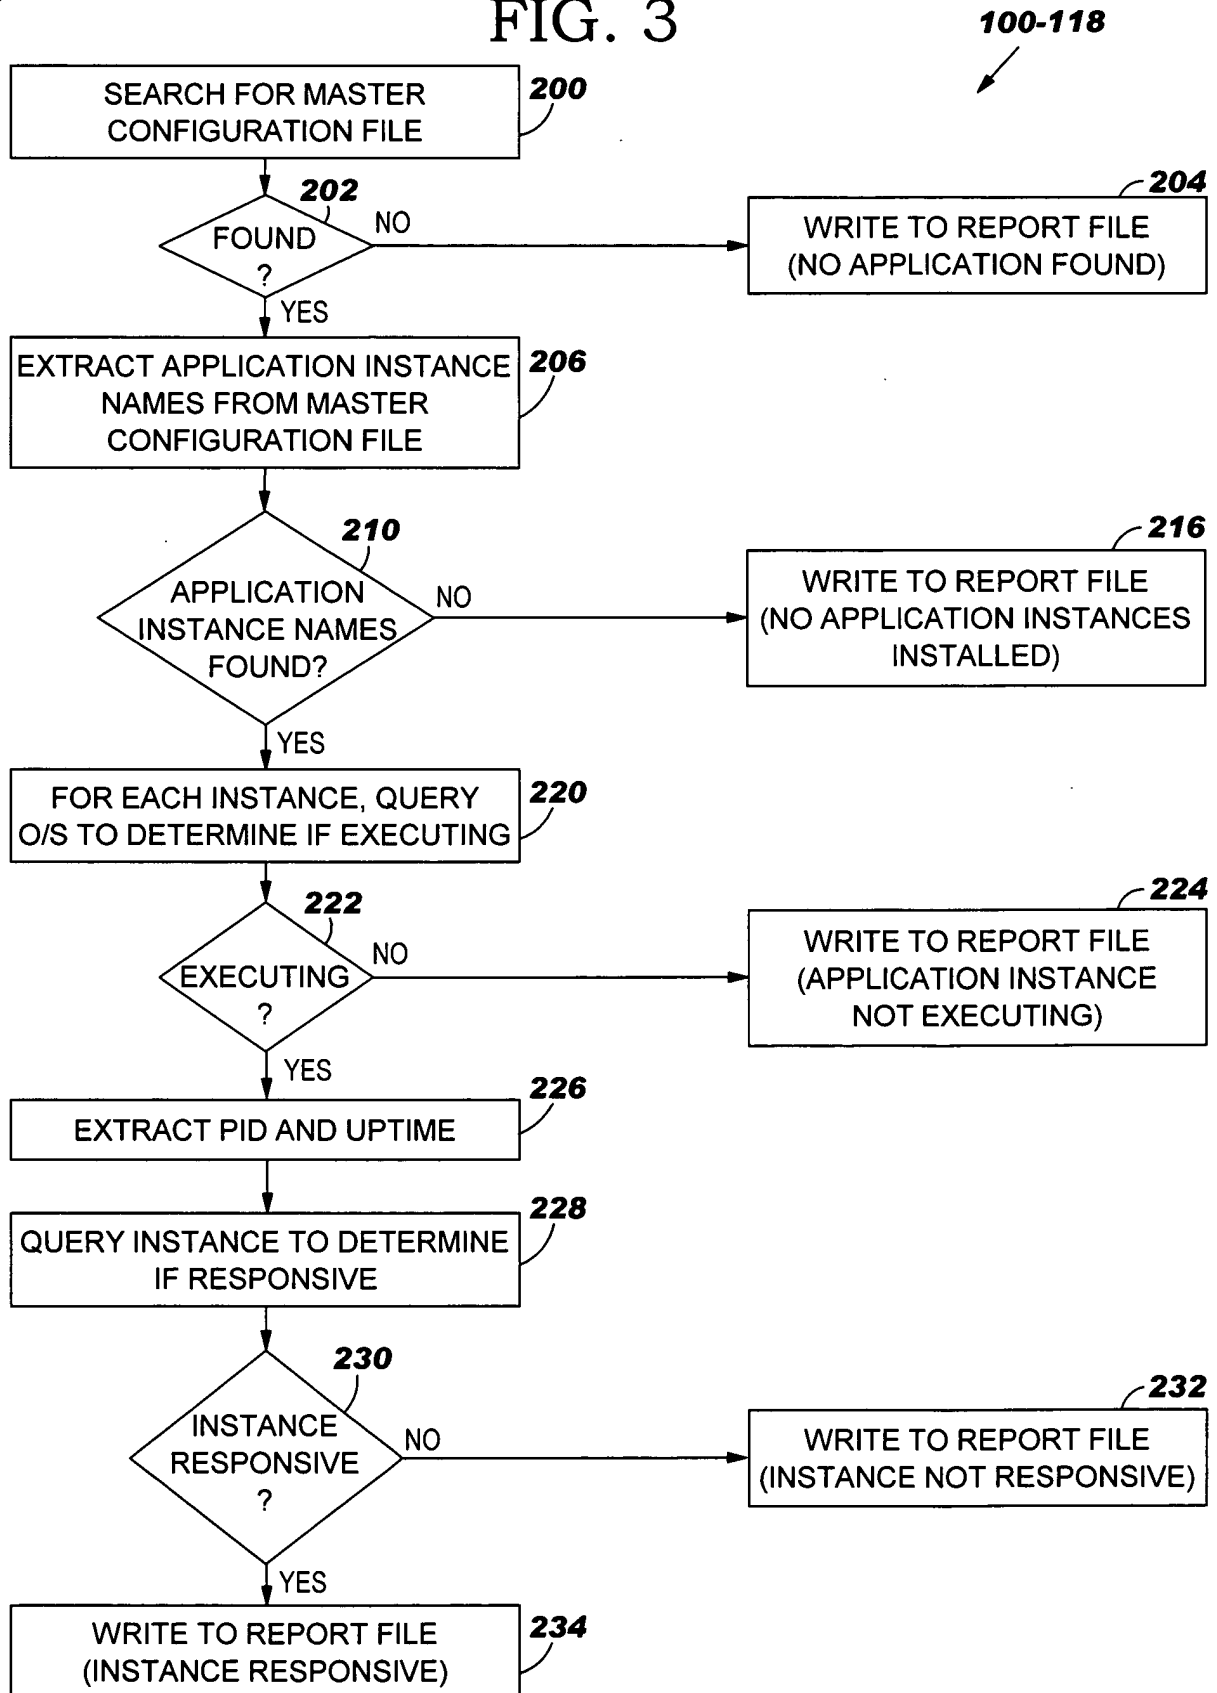 FIG. 3
100-118
SEARCH FOR MASTER
CONFIGURATION FILE
200
202
FOUND
?
NO
204
WRITE TO REPORT FILE
(NO APPLICATION FOUND)
YES
EXTRACT APPLICATION INSTANCE
NAMES FROM MASTER
CONFIGURATION FILE
206
210
APPLICATION
INSTANCE NAMES
FOUND?
NO
216
WRITE TO REPORT FILE
(NO APPLICATION INSTANCES
INSTALLED)
YES
FOR EACH INSTANCE, QUERY
O/S TO DETERMINE IF EXECUTING
220
222
EXECUTING
?
NO
224
WRITE TO REPORT FILE
(APPLICATION INSTANCE
NOT EXECUTING)
YES
EXTRACT PID AND UPTIME
226
QUERY INSTANCE TO DETERMINE
IF RESPONSIVE
228
230
INSTANCE
RESPONSIVE
?
NO
232
WRITE TO REPORT FILE
(INSTANCE NOT RESPONSIVE)
YES
WRITE TO REPORT FILE
(INSTANCE RESPONSIVE)
234